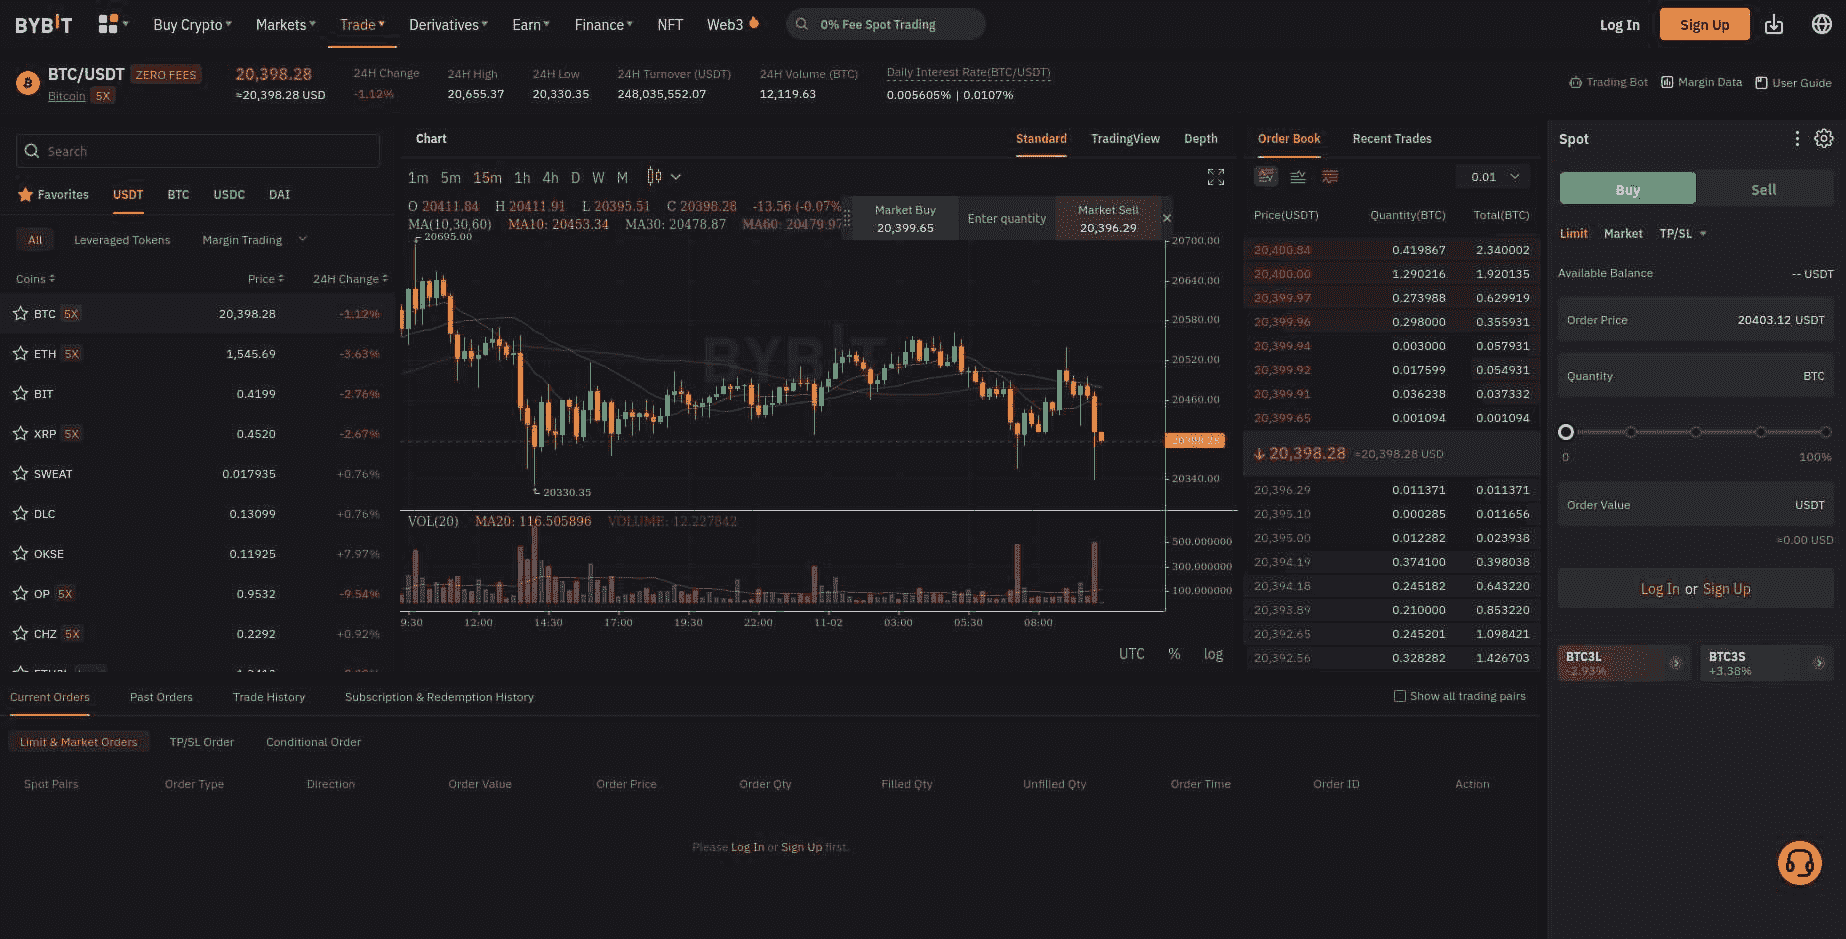 BYBIT Buy Crypto Markets Trade Derivatives Earn Finance NFT Web3 0% Fee Spot Trading Log In Sign Up
BTC/USDT ZERO FEES
Bitcoin 5X
20,398.28
≈20,398.28 USD
24H Change
-1.12%
24H High
20,655.37
24H Low
20,330.35
24H Turnover (USDT)
248,035,552.07
24H Volume (BTC)
12,119.63
Daily Interest Rate(BTC/USDT)
0.005605% | 0.0107%
Trading Bot Margin Data User Guide
Search
Favorites USDT BTC USDC DAI
All Leveraged Tokens Margin Trading
Coins Price 24H Change
BTC 5X 20,398.28 -1.12%
ETH 5X 1,545.69 -3.63%
BIT 0.4199 -2.76%
XRP 5X 0.4520 -2.67%
SWEAT 0.017935 +0.76%
DLC 0.13099 +0.76%
OKSE 0.11925 +7.97%
OP 5X 0.9532 -9.54%
CHZ 5X 0.2292 +0.92%
Chart Standard TradingView Depth
1m 5m 15m 1h 4h D W M
O 20411.84 H 20411.91 L 20395.51 C 20398.28 -13.56 (-0.07%
MA(10,30,60) MA10: 20453.34 MA30: 20478.87 MA60: 20479.97
Market Buy
20,399.65
Enter quantity
Market Sell
20,396.29
20695.00
BYBIT
20330.35
20700.00
20640.00
20580.00
20520.00
20460.00
20398.28
20340.00
VOL(20) MA20: 116.505896 VOLUME: 12.227842
500.000000
300.000000
100.000000
9:30 12:00 14:30 17:00 19:30 22:00 11-02 03:00 05:30 08:00
UTC % log
Order Book Recent Trades
0.01
Price(USDT) Quantity(BTC) Total(BTC)
20,400.84 0.419867 2.340002
20,400.00 1.290216 1.920135
20,399.97 0.273988 0.629919
20,399.96 0.298000 0.355931
20,399.94 0.003000 0.057931
20,399.92 0.017599 0.054931
20,399.91 0.036238 0.037332
20,399.65 0.001094 0.001094
20,398.28 ≈20,398.28 USD
20,396.29 0.011371 0.011371
20,395.10 0.000285 0.011656
20,395.00 0.012282 0.023938
20,394.19 0.374100 0.398038
20,394.18 0.245182 0.643220
20,393.89 0.210000 0.853220
20,392.65 0.245201 1.098421
20,392.56 0.328282 1.426703
Spot
Buy Sell
Limit Market TP/SL
Available Balance -- USDT
Order Price 20403.12 USDT
Quantity BTC
0 100%
Order Value USDT
≈0.00 USD
Log In or Sign Up
BTC3L
-2.93%
BTC3S
+3.38%
Current Orders Past Orders Trade History Subscription & Redemption History Show all trading pairs
Limit & Market Orders TP/SL Order Conditional Order
Spot Pairs Order Type Direction Order Value Order Price Order Qty Filled Qty Unfilled Qty Order Time Order ID Action
Please Log In or Sign Up first.